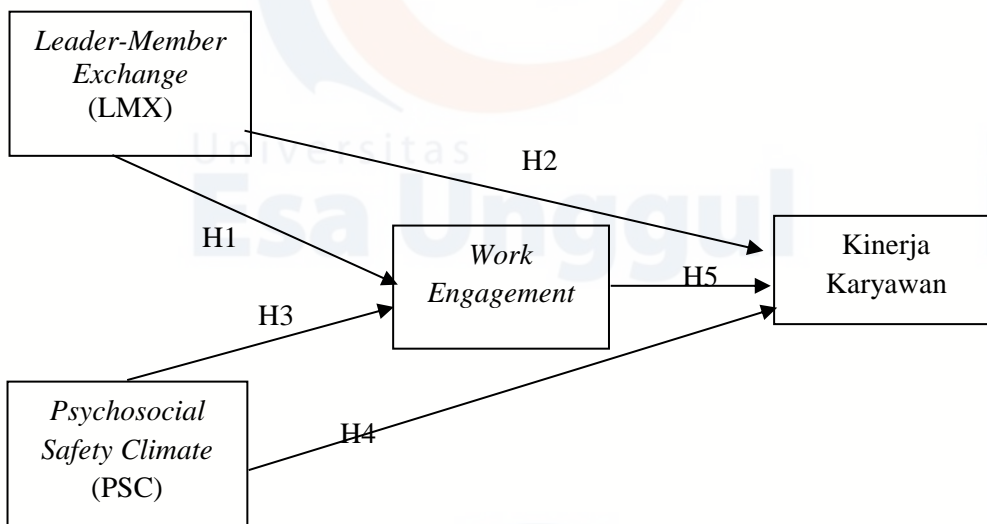 Leader-Member
Exchange
(LMX)
Universitas
Esa Unggul
H2
H1
Work
Engagement
H5
Kinerja
Karyawan
H3
H4
Psychosocial
Safety Climate
(PSC)